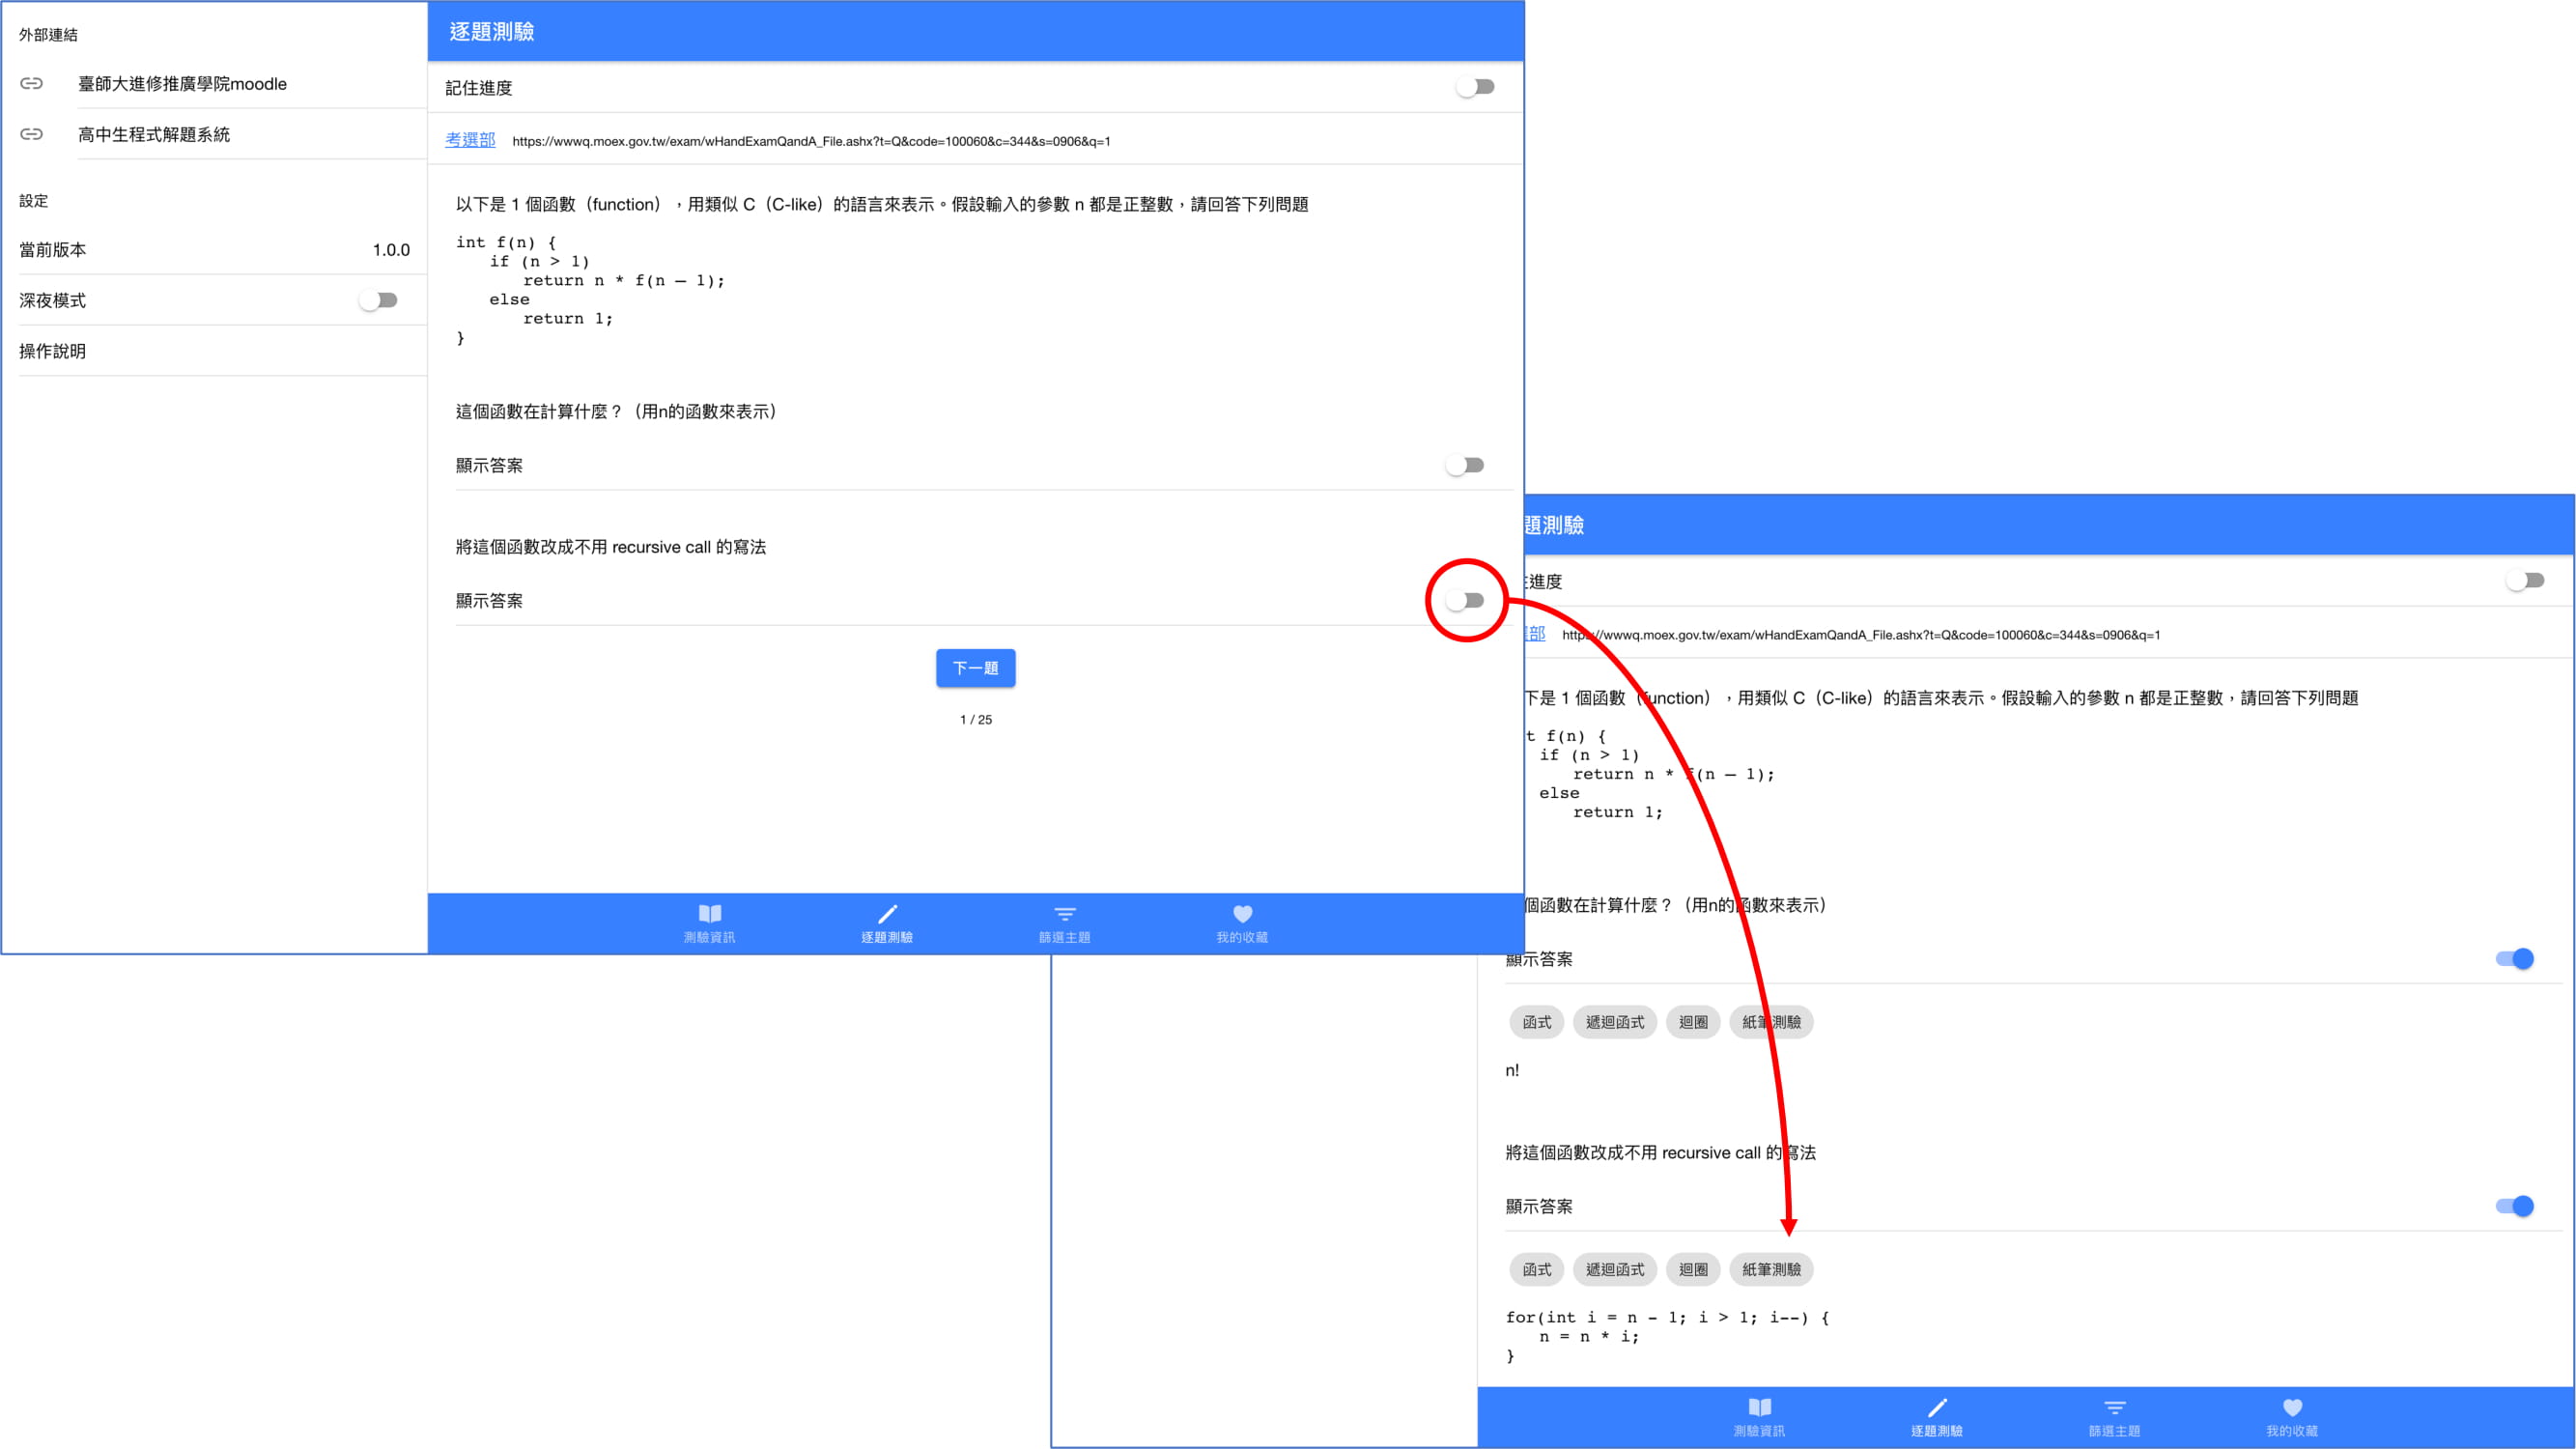 外部連結
臺師大進修推廣學院moodle
高中生程式解題系統
設定
當前版本 1.0.0
深夜模式
操作說明
逐題測驗
記住進度
考選部 https://wwwq.moex.gov.tw/exam/wHandExamQandA_File.ashx?t=Q&code=100060&c=344&s=0906&q=1
以下是 1 個函數（function），用類似 C（C-like）的語言來表示。假設輸入的參數 n 都是正整數，請回答下列問題
int f(n) {
if (n > 1)
return n * f(n – 1);
else
return 1;
}
這個函數在計算什麼？（用n的函數來表示）
顯示答案
將這個函數改成不用 recursive call 的寫法
顯示答案
下一題
1 / 25
測驗資訊 逐題測驗 篩選主題 我的收藏
題測驗
進度
部 https://wwwq.moex.gov.tw/exam/wHandExamQandA_File.ashx?t=Q&code=100060&c=344&s=0906&q=1
下是 1 個函數（function），用類似 C（C-like）的語言來表示。假設輸入的參數 n 都是正整數，請回答下列問題
t f(n) {
if (n > 1)
return n * f(n – 1);
else
return 1;
個函數在計算什麼？（用n的函數來表示）
顯示答案
函式 遞迴函式 迴圈 紙筆測驗
n!
將這個函數改成不用 recursive call 的寫法
顯示答案
函式 遞迴函式 迴圈 紙筆測驗
for(int i = n - 1; i > 1; i--) {
n = n * i;
}
測驗資訊 逐題測驗 篩選主題 我的收藏